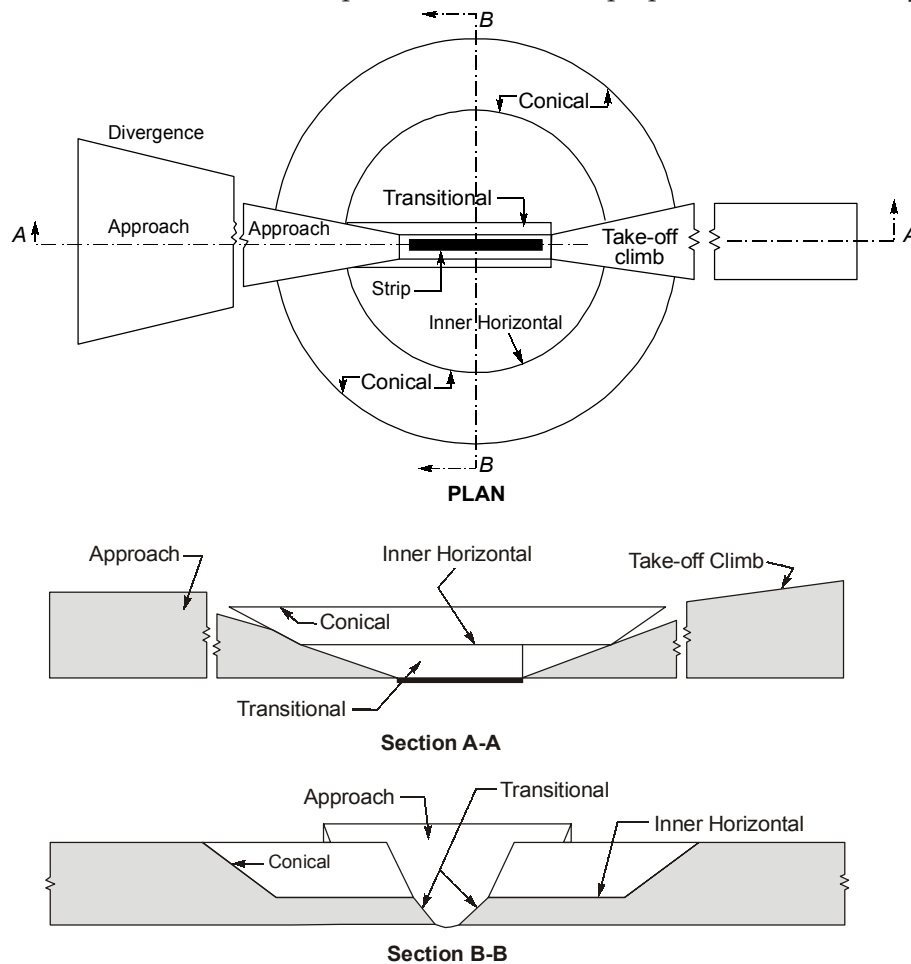 B
Conical
Divergence
Transitional
A
Approach
Approach
Take-off
climb
A
Strip
Inner Horizontal
Conical
B
PLAN
Approach
Inner Horizontal
Take-off Climb
Conical
Transitional
Section A-A
Approach
Transitional
Inner Horizontal
Conical
Section B-B